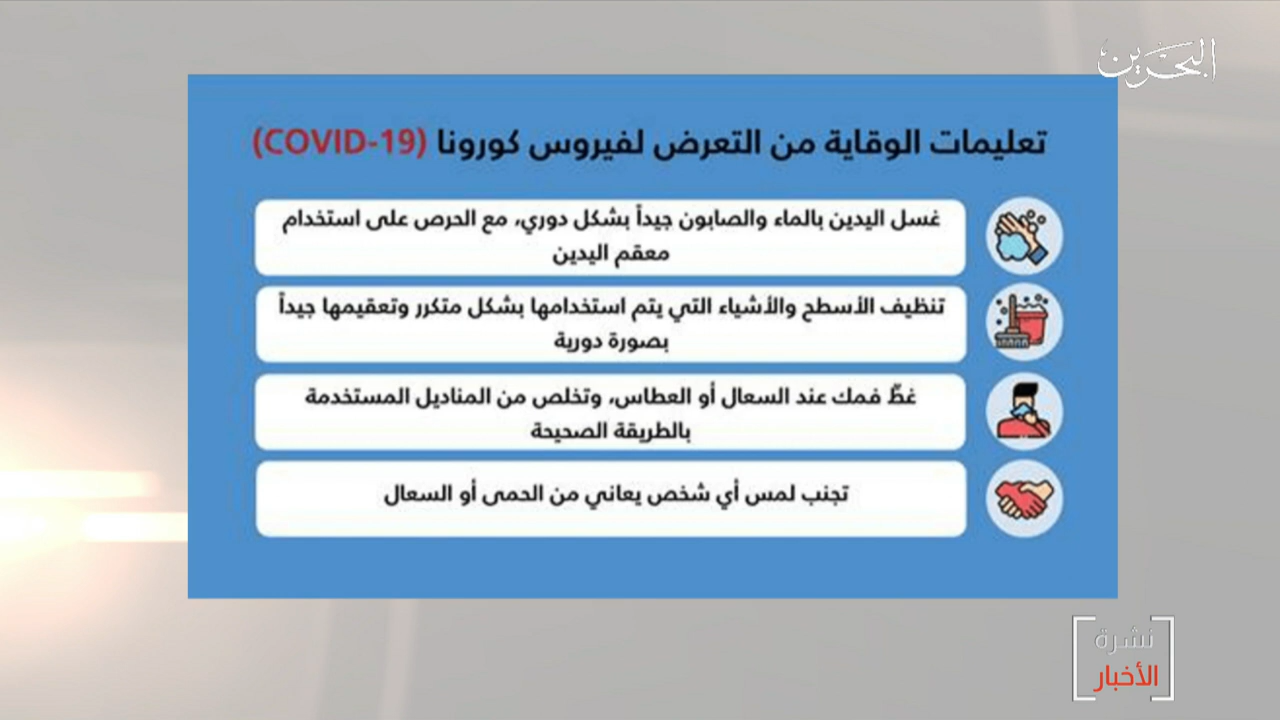 البحرين
تعليمات الوقاية من التعرض لفيروس كورونا (COVID-19)
غسل اليدين بالماء والصابون جيداً بشكل دوري، مع الحرص على استخدام
معقم اليدين
تنظيف الأسطح والأشياء التي يتم استخدامها بشكل متكرر وتعقيمها جيداً
بصورة دورية
غطّ فمك عند السعال أو العطاس، وتخلص من المناديل المستخدمة
بالطريقة الصحيحة
تجنب لمس أي شخص يعاني من الحمى أو السعال
نشرة
الأخبار